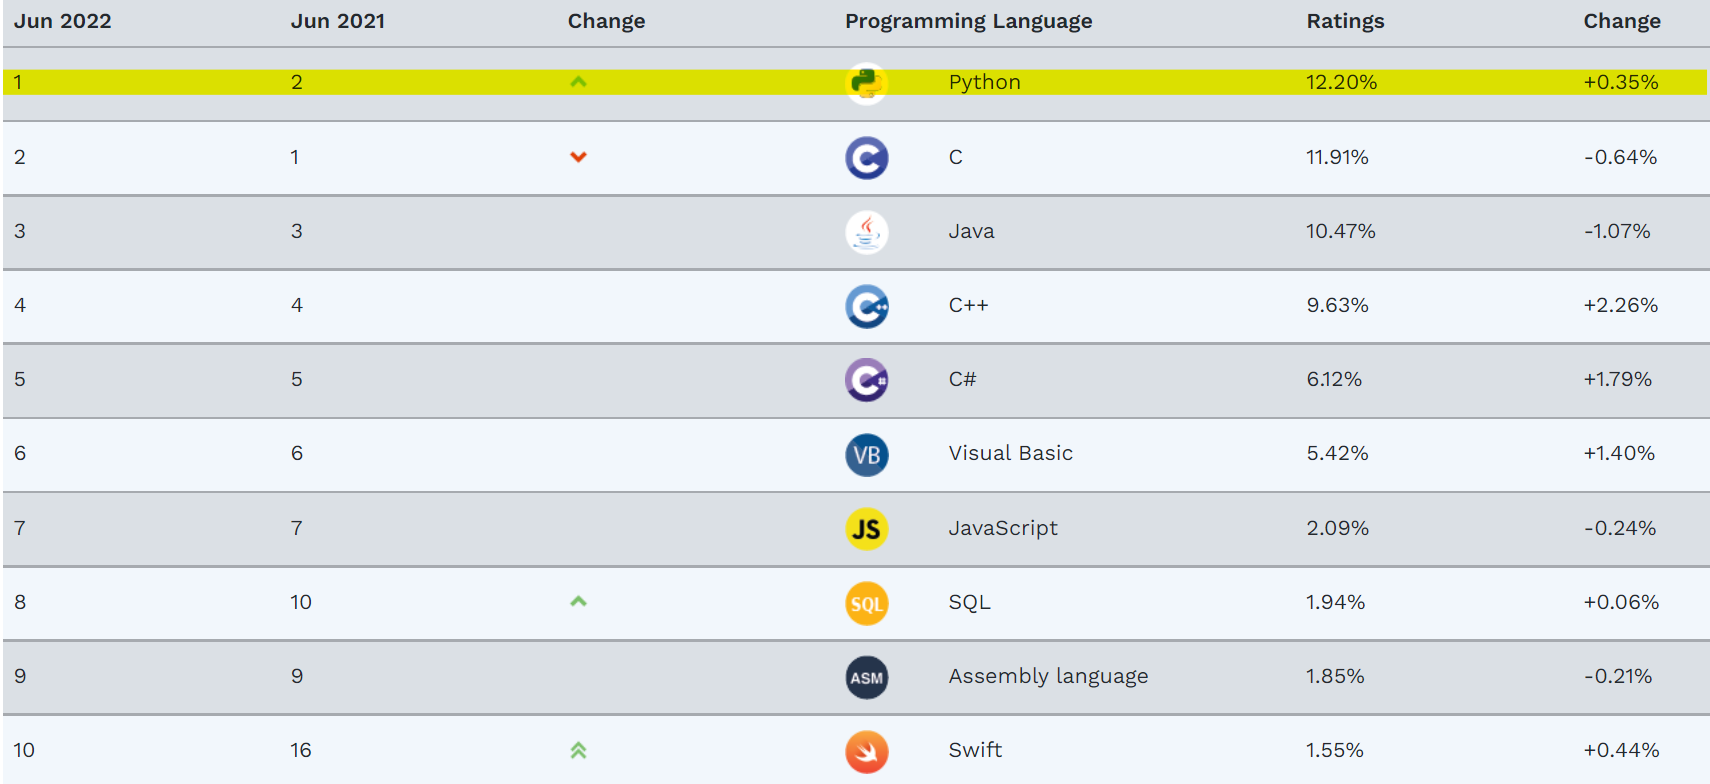 Jun 2022 Jun 2021 Change Programming Language Ratings Change
1 2 Python 12.20% +0.35%
2 1 C C 11.91% -0.64%
3 3 Java 10.47% -1.07%
4 4 C++ C++ 9.63% +2.26%
5 5 C# C# 6.12% +1.79%
6 6 VB Visual Basic 5.42% +1.40%
7 7 JS JavaScript 2.09% -0.24%
8 10 SQL SQL 1.94% +0.06%
9 9 ASM Assembly language 1.85% -0.21%
10 16 Swift 1.55% +0.44%